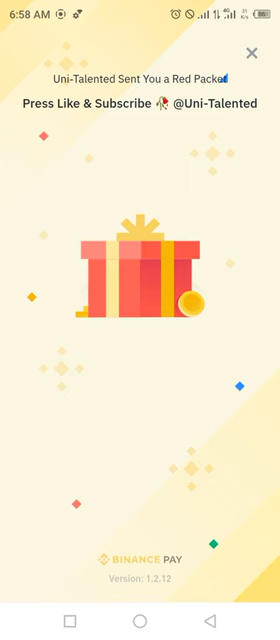 6:58 AM
Uni-Talented Sent You a Red Packet
Press Like & Subscribe 🥀 @Uni-Talented
BINANCE PAY
Version: 1.2.12